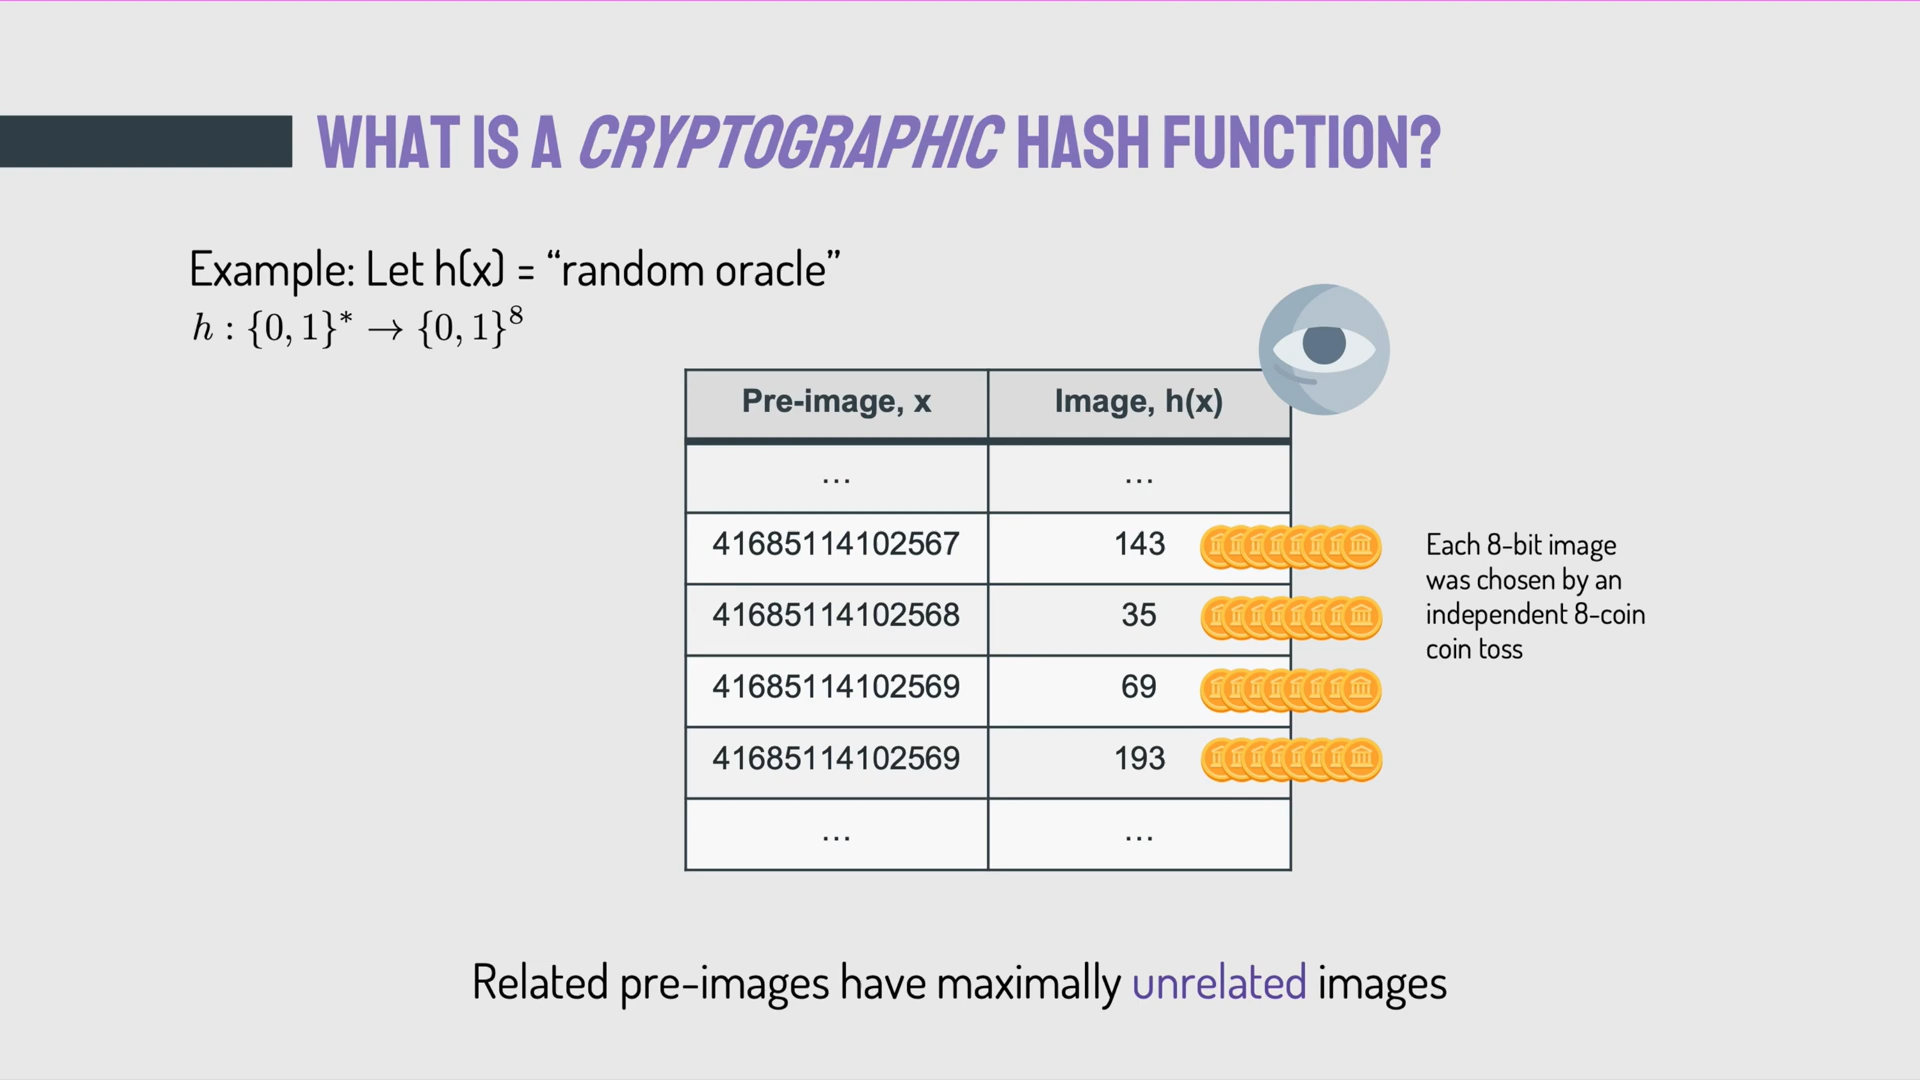 WHAT IS A CRYPTOGRAPHIC HASH FUNCTION?
Example: Let h(x) = “random oracle”
h : {0, 1}* → {0, 1}⁸
Pre-image, x	Image, h(x)
...	...
41685114102567	143
41685114102568	35
41685114102569	69
41685114102569	193
...	...
Each 8-bit image
was chosen by an
independent 8-coin
coin toss
Related pre-images have maximally unrelated images